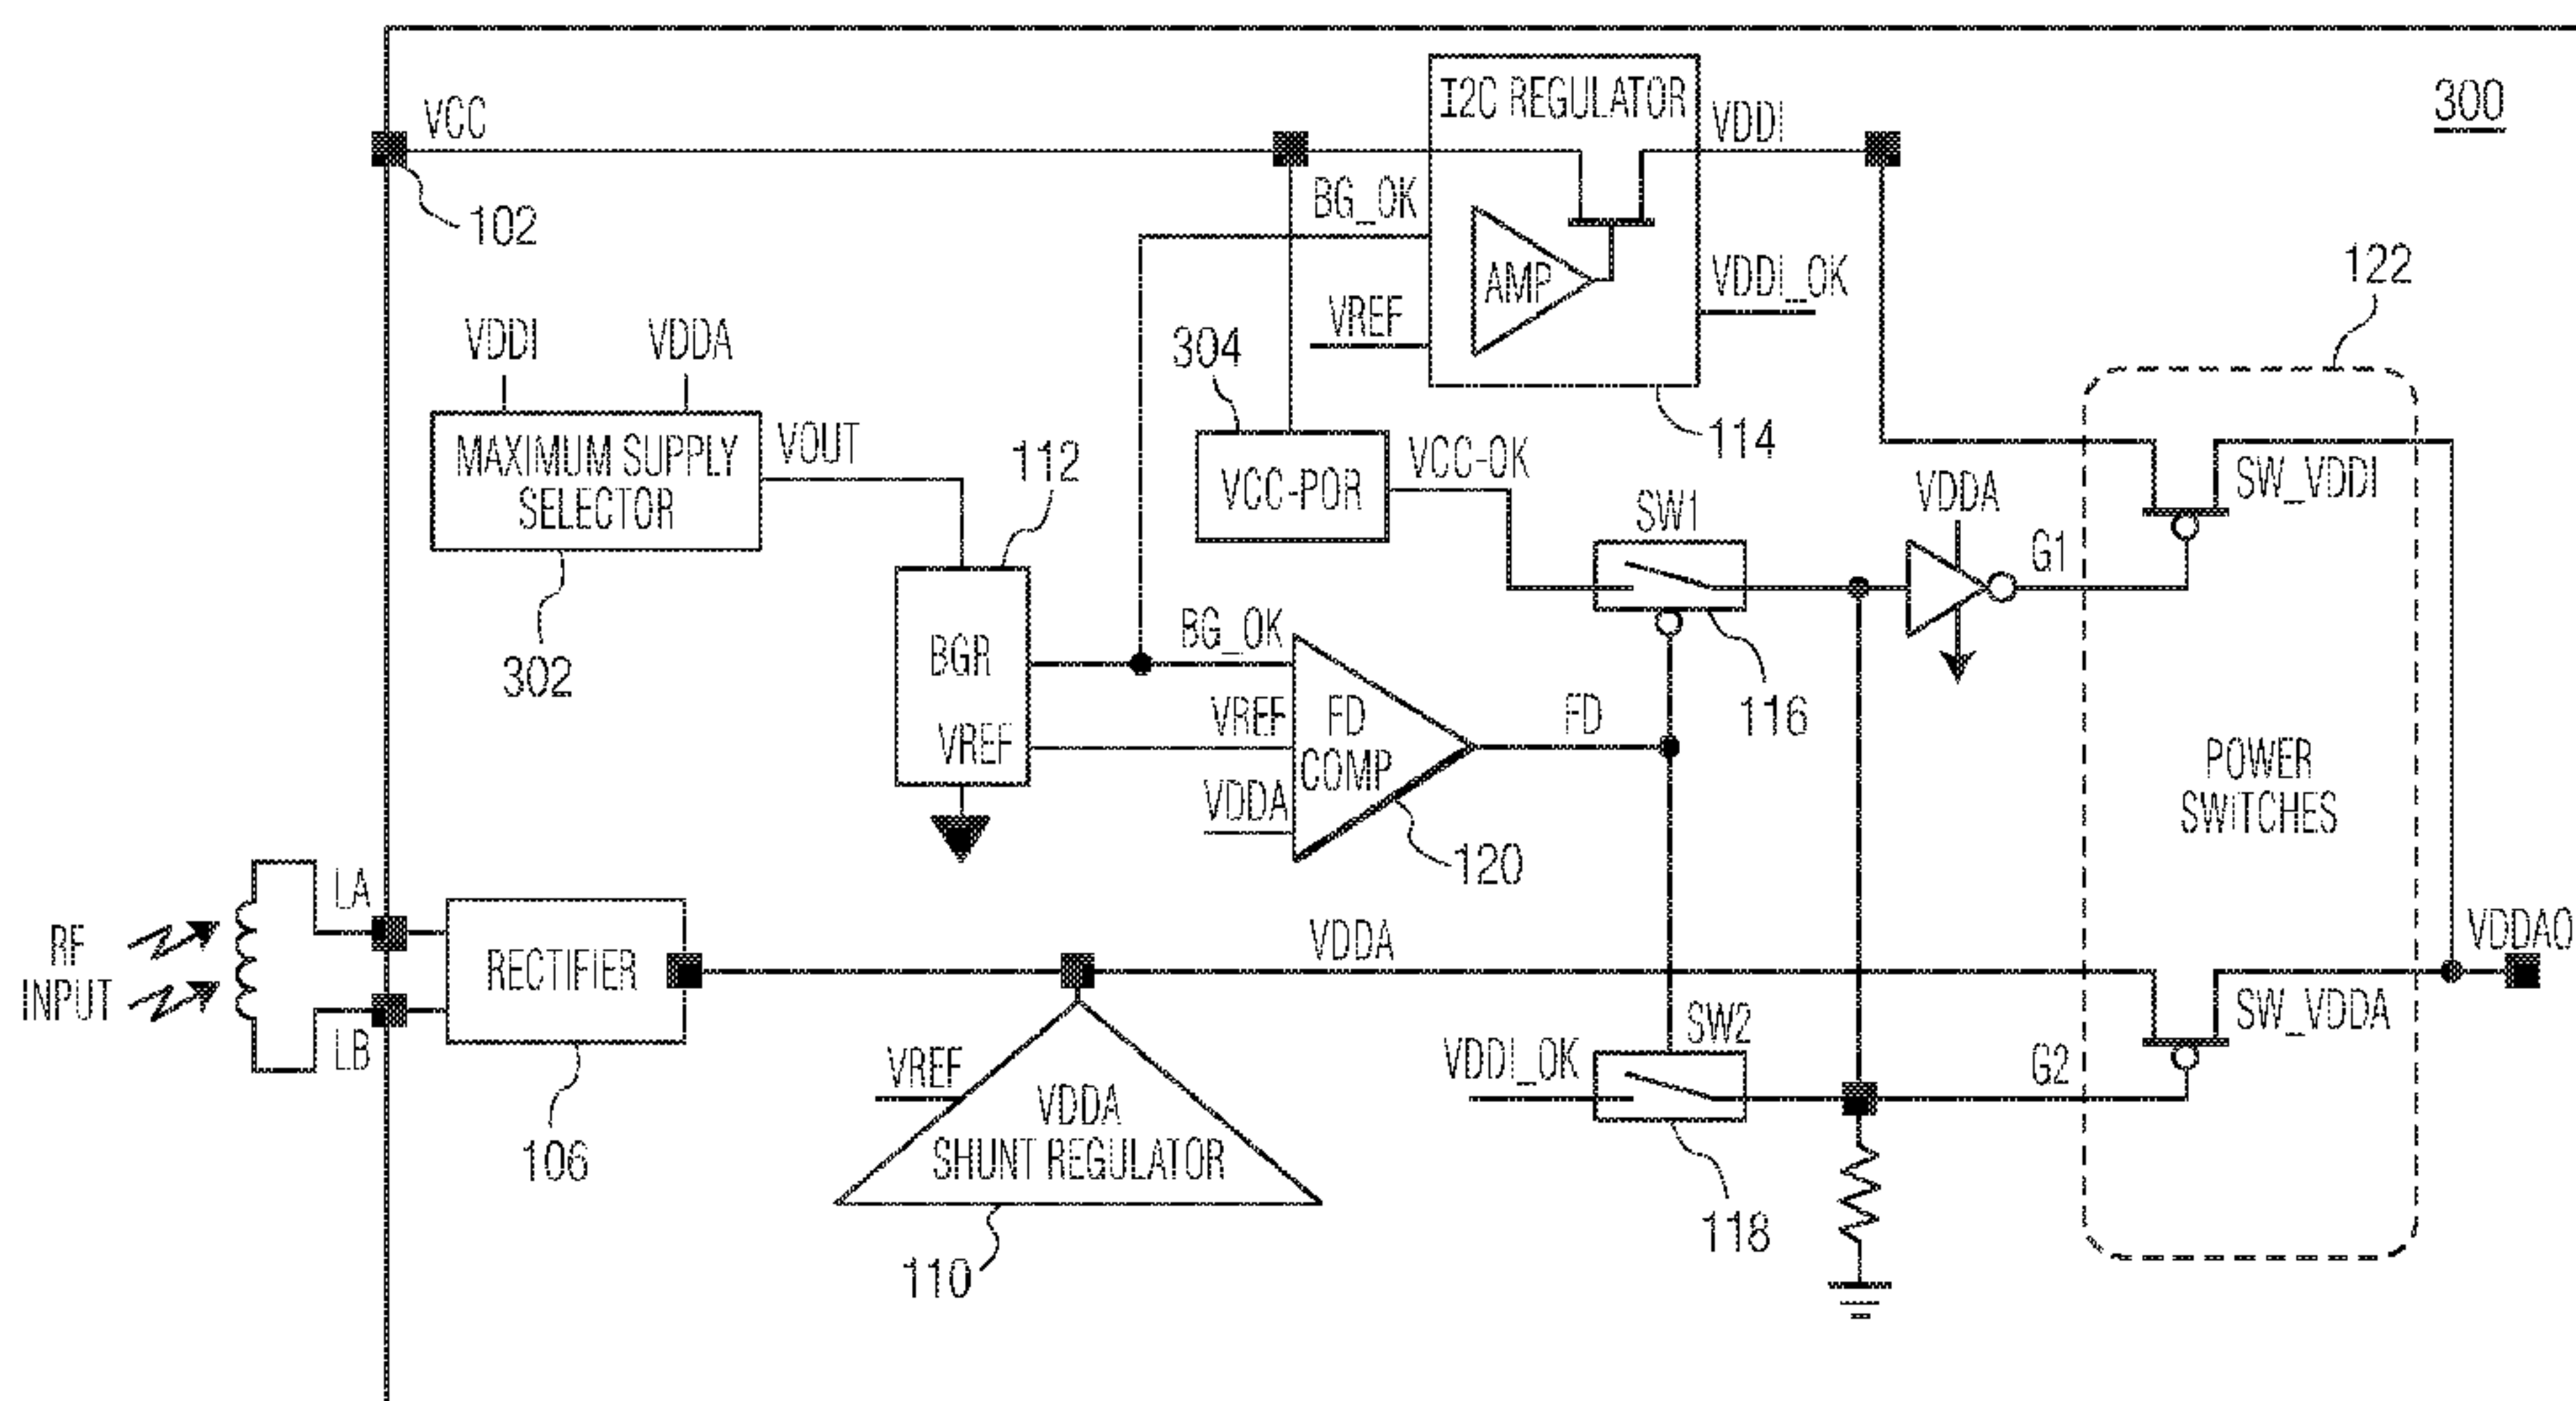 300
VCC
I2C REGULATOR
VDDI
102
BG_OK
AMP
VDDI_OK
VREF
122
VDDI
VDDA
304
MAXIMUM SUPPLY
SELECTOR
VOUT
112
VCC-POR
VCC-OK
114
SW1
VDDA
G1
SW_VDDI
302
BGR
BG_OK
VREF
VREF
VDDA
FD
COMP
FD
116
120
POWER
SWITCHES
LA
RF
INPUT
RECTIFIER
VDDA
VDDAO
LB
106
VREF
VDDA
SHUNT REGULATOR
110
SW2
VDDI_OK
118
G2
SW_VDDA